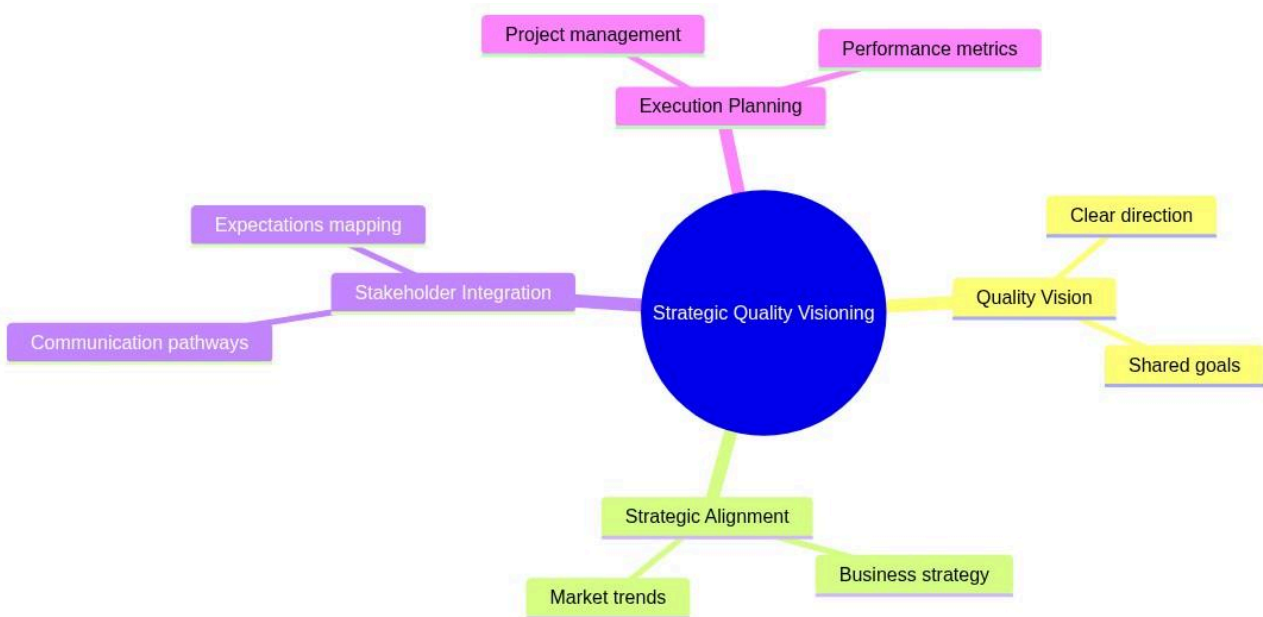 Project management
Performance metrics
Execution Planning
Expectations mapping
Clear direction
Stakeholder Integration
Quality Vision
Strategic Quality Visioning
Communication pathways
Shared goals
Strategic Alignment
Business strategy
Market trends